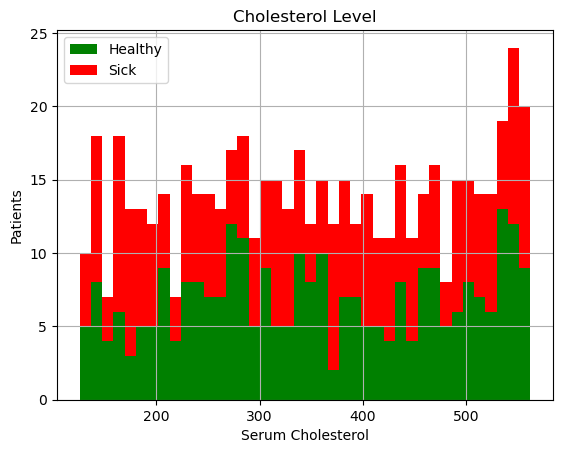 Cholesterol Level
Healthy
Sick
25
20
15
10
5
0
Patients
200 300 400 500
Serum Cholesterol